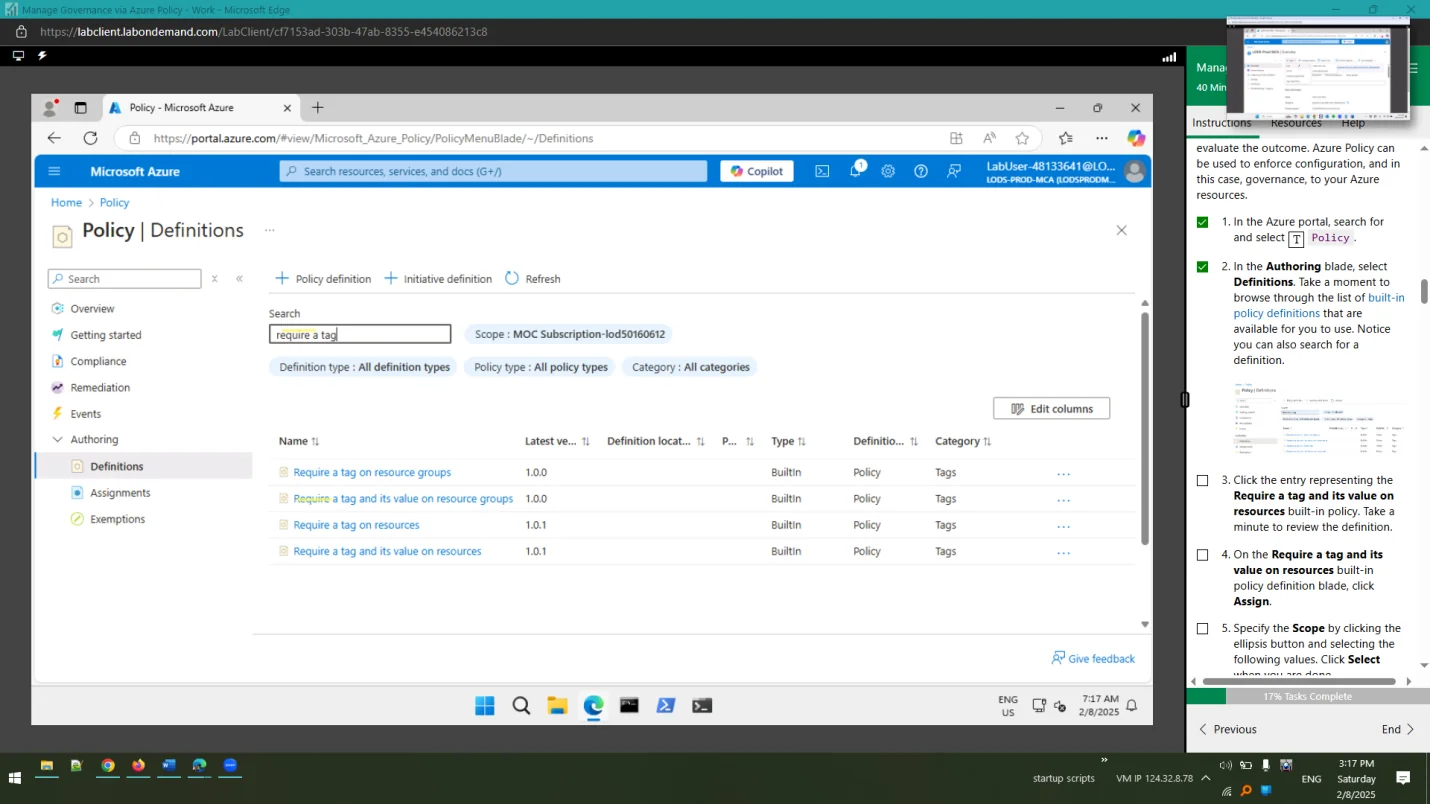 Manage Governance via Azure Policy - Work - Microsoft Edge
https://labclient.labondemand.com/LabClient/cf7153ad-303b-47ab-8355-e454086213c8
Policy - Microsoft Azure
https://portal.azure.com/#view/Microsoft_Azure_Policy/PolicyMenuBlade/~/Definitions
Microsoft Azure
Search resources, services, and docs (G+/)
Copilot
1
LabUser-48133641@LO...
LODS-PROD-MCA (LODSPRODM...
Home > Policy
Policy | Definitions
...
Search
Overview
Getting started
Compliance
Remediation
Events
Authoring
Definitions
Assignments
Exemptions
Policy definition
Initiative definition
Refresh
Search
require a tag
Scope : MOC Subscription-lod50160612
Definition type : All definition types
Policy type : All policy types
Category : All categories
Edit columns
Name Latest ve... Definition locat... P... Type Definitio... Category
Require a tag on resource groups 1.0.0 BuiltIn Policy Tags ...
Require a tag and its value on resource groups 1.0.0 BuiltIn Policy Tags ...
Require a tag on resources 1.0.1 BuiltIn Policy Tags ...
Require a tag and its value on resources 1.0.1 BuiltIn Policy Tags ...
Give feedback
ENG
US
7:17 AM
2/8/2025
Mana
40 Min
Instructions Resources Help
evaluate the outcome. Azure Policy can
be used to enforce configuration, and in
this case, governance, to your Azure
resources.
1. In the Azure portal, search for
and select T Policy.
2. In the Authoring blade, select
Definitions. Take a moment to
browse through the list of built-in
policy definitions that are
available for you to use. Notice
you can also search for a
definition.
3. Click the entry representing the
Require a tag and its value on
resources built-in policy. Take a
minute to review the definition.
4. On the Require a tag and its
value on resources built-in
policy definition blade, click
Assign.
5. Specify the Scope by clicking the
ellipsis button and selecting the
following values. Click Select
when you are done.
17% Tasks Complete
Previous
End
startup scripts
VM IP 124.32.8.78
ENG
3:17 PM
Saturday
2/8/2025